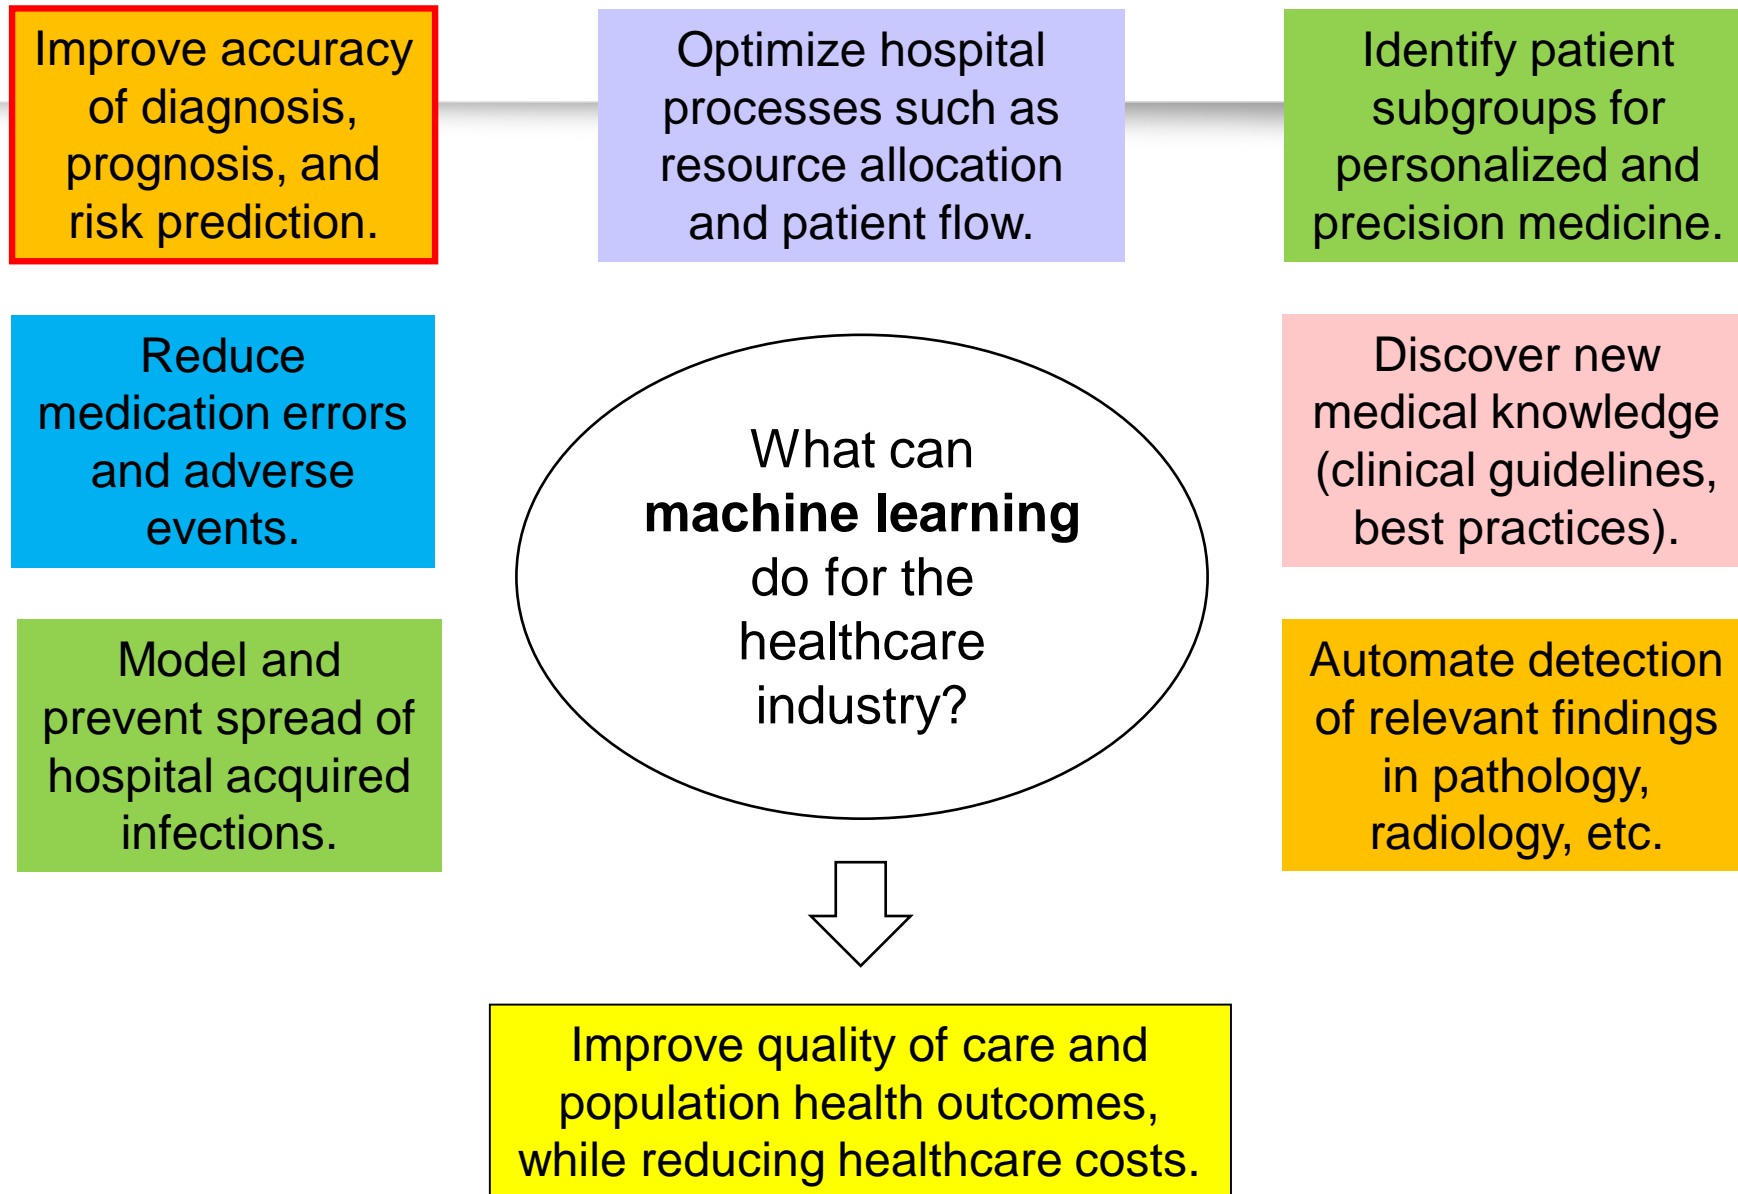 Improve accuracy
of diagnosis,
prognosis, and
risk prediction.
Optimize hospital
processes such as
resource allocation
and patient flow.
Identify patient
subgroups for
personalized and
precision medicine.
Reduce
medication errors
and adverse
events.
What can
machine learning
do for the
healthcare
industry?
Discover new
medical knowledge
(clinical guidelines,
best practices).
Model and
prevent spread of
hospital acquired
infections.
Automate detection
of relevant findings
in pathology,
radiology, etc.
Improve quality of care and
population health outcomes,
while reducing healthcare costs.